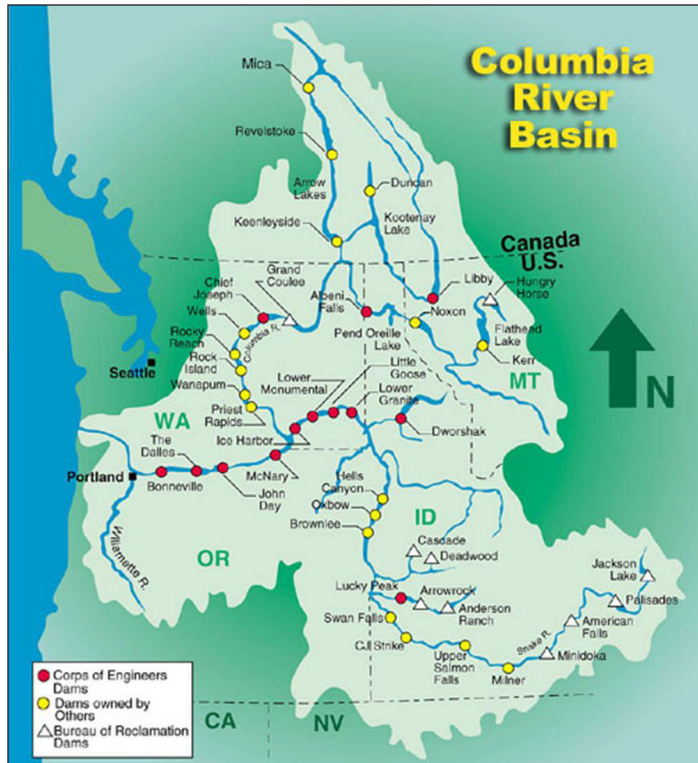 Columbia
River
Basin
Mica
Revelstoke
Arrow
Lakes
Duncan
Kootenay
Lake
Keenleyside
Canada
U.S.
Grand
Coulee
Chief
Joseph
Albeni
Falls
Libby
Hungry
Horse
Wells
Noxon
Columbia R.
Rocky
Reach
Pend Oreille
Lake
Flathead
Lake
Rock
Island
Kerr
Seattle
Little
Goose
Wanapum
Lower
Monumental
Lower
Granite
MT
N
WA
Priest
Rapids
Ice Harbor
Dworshak
The
Dalles
Portland
McNary
Bonneville
John
Day
Hells
Canyon
Oxbow
Brownlee
ID
Willamette R.
OR
Cascade
Deadwood
Jackson
Lake
Lucky Peak
Arrowrock
Palisades
Anderson
Ranch
American
Falls
Swan Falls
CJ Strike
Snake R.
Upper
Salmon
Falls
Minidoka
Milner
Corps of Engineers
Dams
Dams owned by
Others
Bureau of Reclamation
Dams
CA
NV